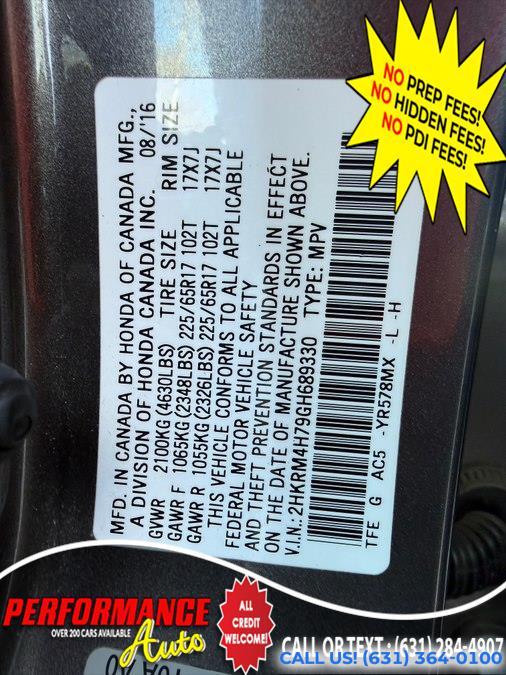 NO PREP FEES!
NO HIDDEN FEES!
NO PDI FEES!
MFD. IN CANADA BY HONDA OF CANADA MFG.,
A DIVISION OF HONDA CANADA INC. 08/'16
GVWR 2100KG (4630LBS) TIRE SIZE RIM SIZE
GAWR F 1065KG (2348LBS) 225/65R17 102T 17X7J
GAWR R 1055KG (2326LBS) 225/65R17 102T 17X7J
THIS VEHICLE CONFORMS TO ALL APPLICABLE
FEDERAL MOTOR VEHICLE SAFETY
AND THEFT PREVENTION STANDARDS IN EFFECT
ON THE DATE OF MANUFACTURE SHOWN ABOVE.
V.I.N.: 2HKRM4H79GH689330 TYPE: MPV
TFE G AC5 -YR578MX -L -H
PERFORMANCE
OVER 200 CARS AVAILABLE
Auto
ALL
CREDIT
WELCOME!
CALL OR TEXT : (631) 284-4907
CALL US! (631) 364-0100